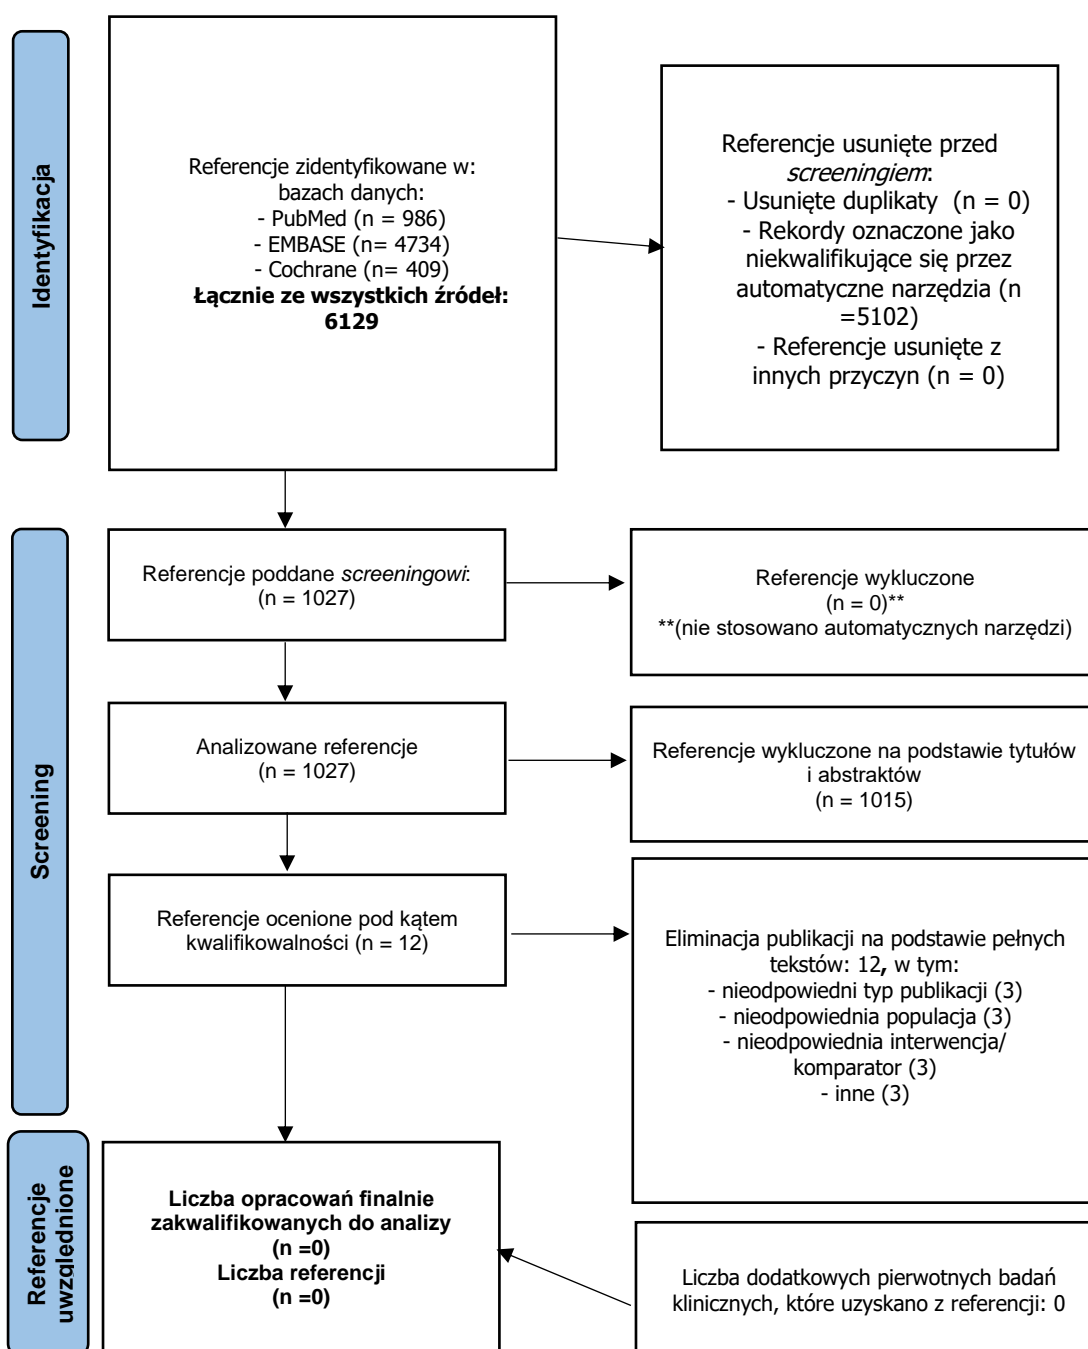 Identyfikacja
Referencje zidentyfikowane w:
bazach danych:
- PubMed (n = 986)
- EMBASE (n= 4734)
- Cochrane (n= 409)
Łącznie ze wszystkich źródeł:
6129
Referencje usunięte przed
screeningiem:
- Usunięte duplikaty (n = 0)
- Rekordy oznaczone jako
niekwalifikujące się przez
automatyczne narzędzia (n
=5102)
- Referencje usunięte z
innych przyczyn (n = 0)
Screening
Referencje poddane screeningowi:
(n = 1027)
Referencje wykluczone
(n = 0)**
**(nie stosowano automatycznych narzędzi)
Analizowane referencje
(n = 1027)
Referencje wykluczone na podstawie tytułów
i abstraktów
(n = 1015)
Referencje ocenione pod kątem
kwalifikowalności (n = 12)
Eliminacja publikacji na podstawie pełnych
tekstów: 12, w tym:
- nieodpowiedni typ publikacji (3)
- nieodpowiednia populacja (3)
- nieodpowiednia interwencja/
komparator (3)
- inne (3)
Referencje
uwzględnione
Liczba opracowań finalnie
zakwalifikowanych do analizy
(n =0)
Liczba referencji
(n =0)
Liczba dodatkowych pierwotnych badań
klinicznych, które uzyskano z referencji: 0